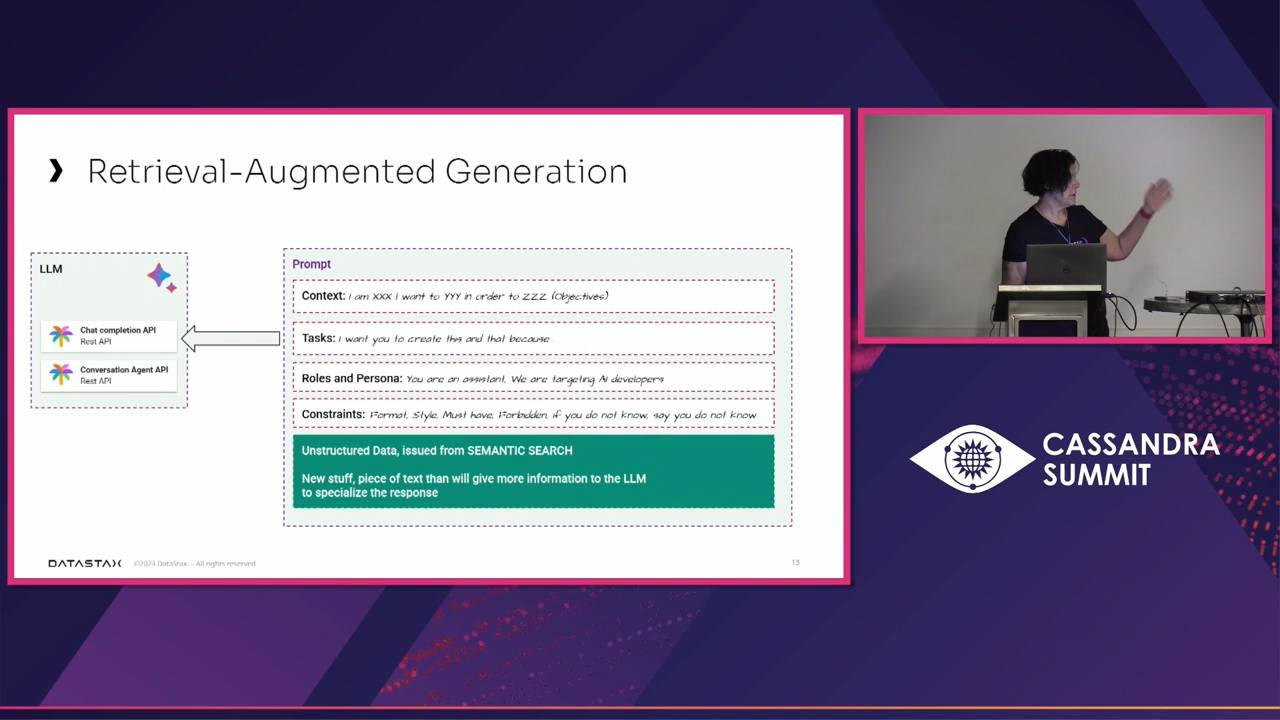 ❯ Retrieval-Augmented Generation
LLM
Chat completion API
Rest API
Conversation Agent API
Rest API
Prompt
Context: I am XXX i want to YYY in order to ZZZ (Objectives)
Tasks: I want you to create this and that because...
Roles and Persona: You are an assistant, We are targeting Ai developers
Constraints: Format, Style, Must have, Forbidden, if you do not know, say you do not know.
Unstructured Data, issued from SEMANTIC SEARCH
New stuff, piece of text than will give more information to the LLM
to specialize the response
DATASTAX ©2023 DataStax. – All rights reserved
13
CASSANDRA
SUMMIT